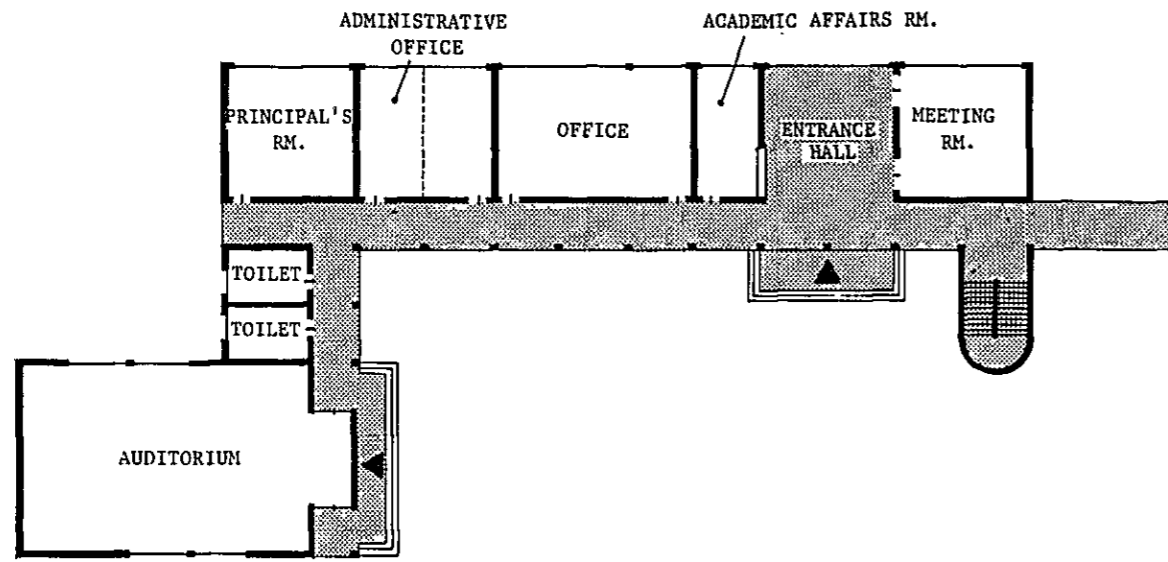 ADMINISTRATIVE
OFFICE
ACADEMIC AFFAIRS RM.
PRINCIPAL'S
RM.
OFFICE
ENTRANCE
HALL
MEETING
RM.
TOILET
TOILET
AUDITORIUM